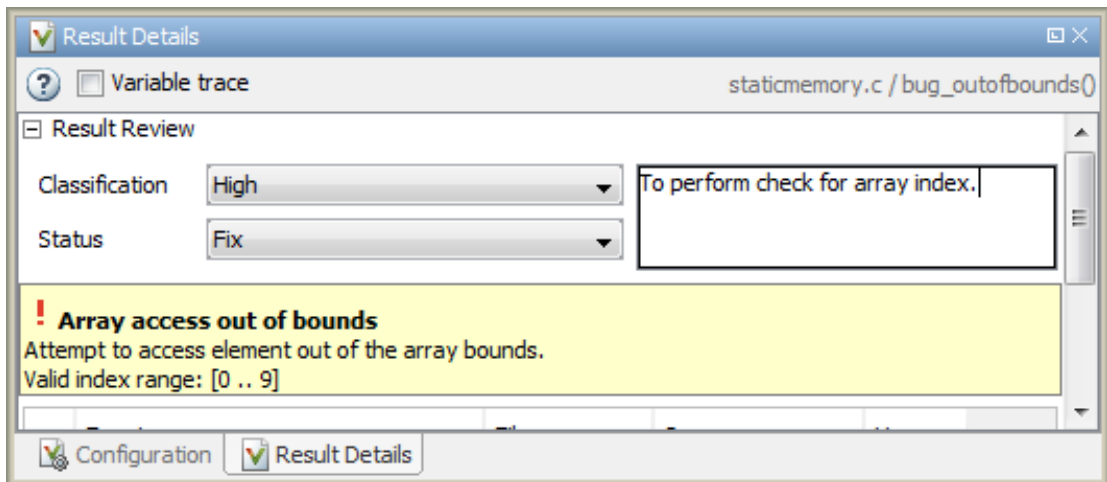 Result Details
Variable trace
staticmemory.c / bug_outofbounds()
Result Review
Classification
High
To perform check for array index.
Status
Fix
! Array access out of bounds
Attempt to access element out of the array bounds.
Valid index range: [0 .. 9]
Configuration
Result Details